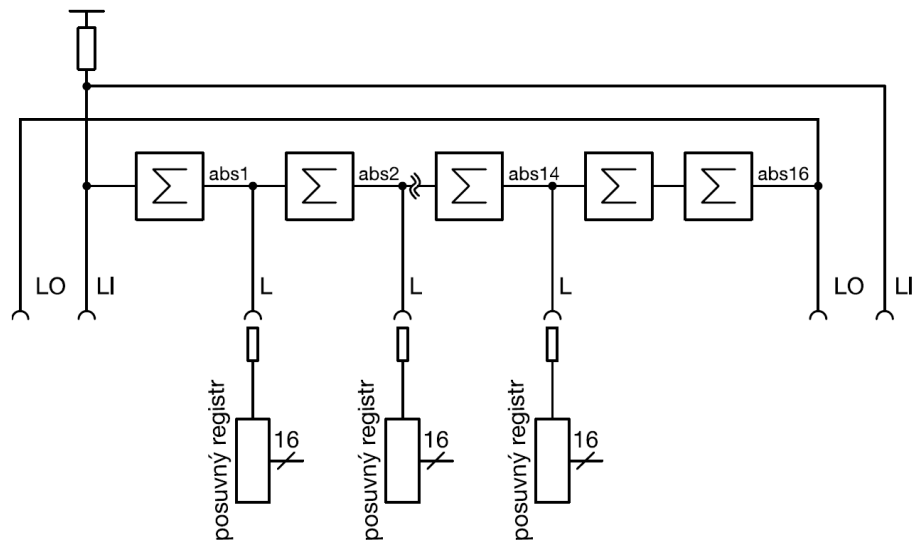 abs1
abs2
abs14
abs16
LO
LI
L
L
L
LO
LI
posuvný registr
16
posuvný registr
16
posuvný registr
16